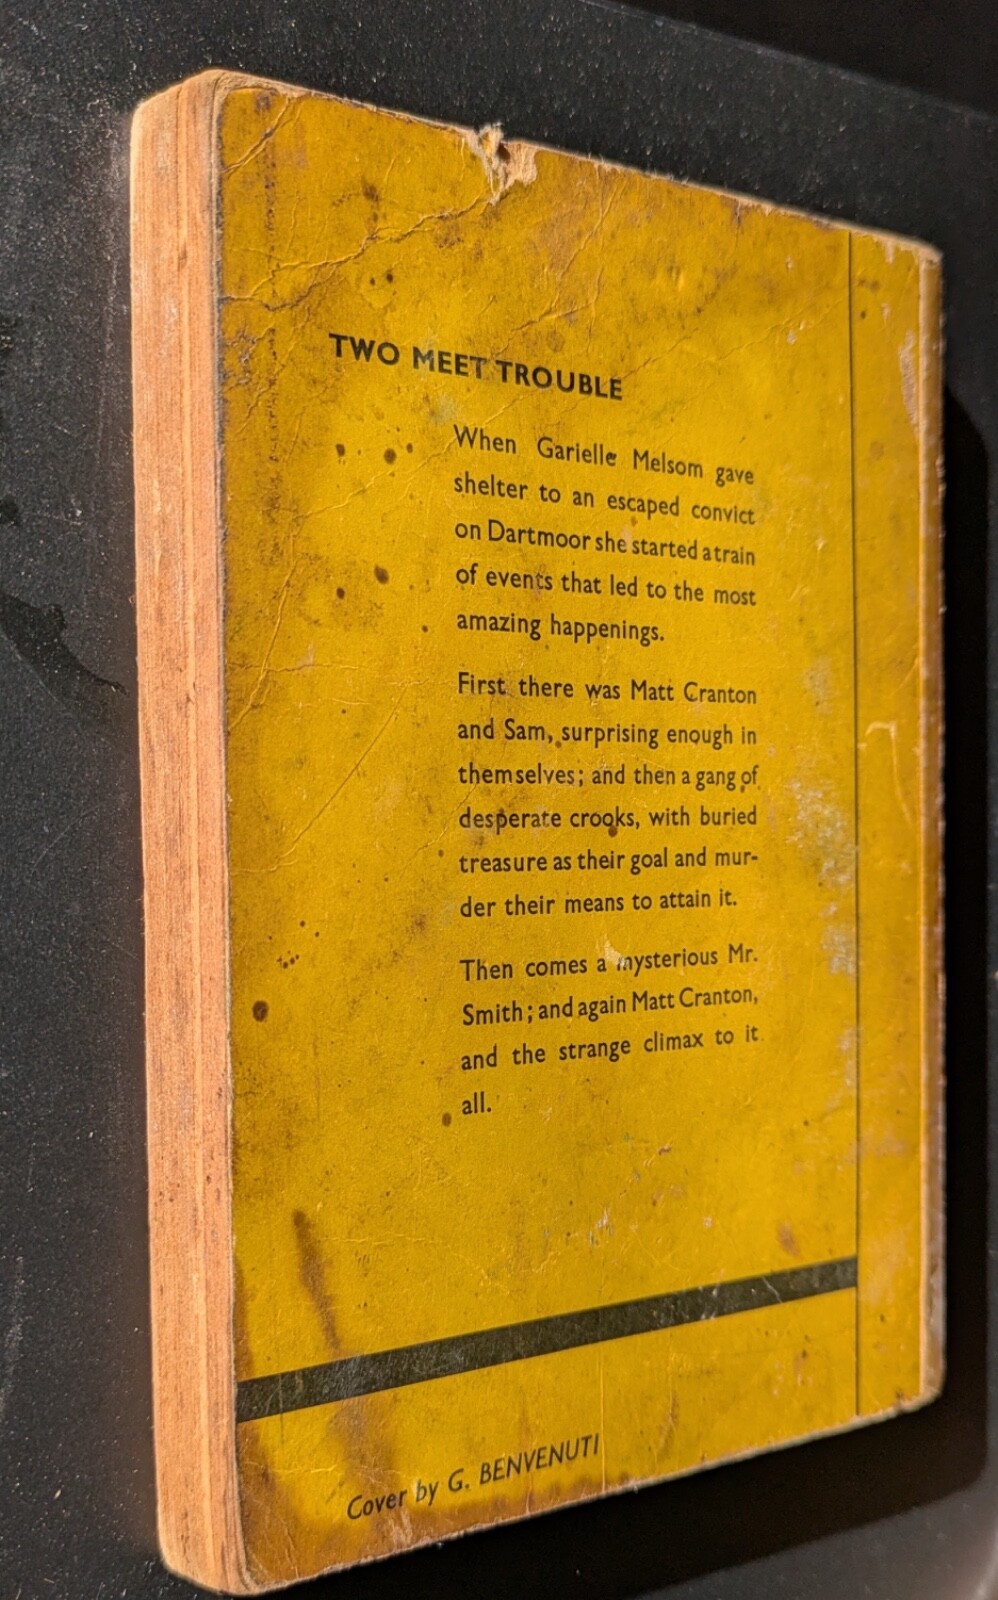 TWO MEET TROUBLE
When Garielle Melsom gave
shelter to an escaped convict
on Dartmoor she started a train
of events that led to the most
amazing happenings.
First there was Matt Cranton
and Sam, surprising enough in
themselves; and then a gang of
desperate crooks, with buried
treasure as their goal and mur-
der their means to attain it.
Then comes a mysterious Mr.
Smith; and again Matt Cranton,
and the strange climax to it
all.
Cover by G. BENVENUTI